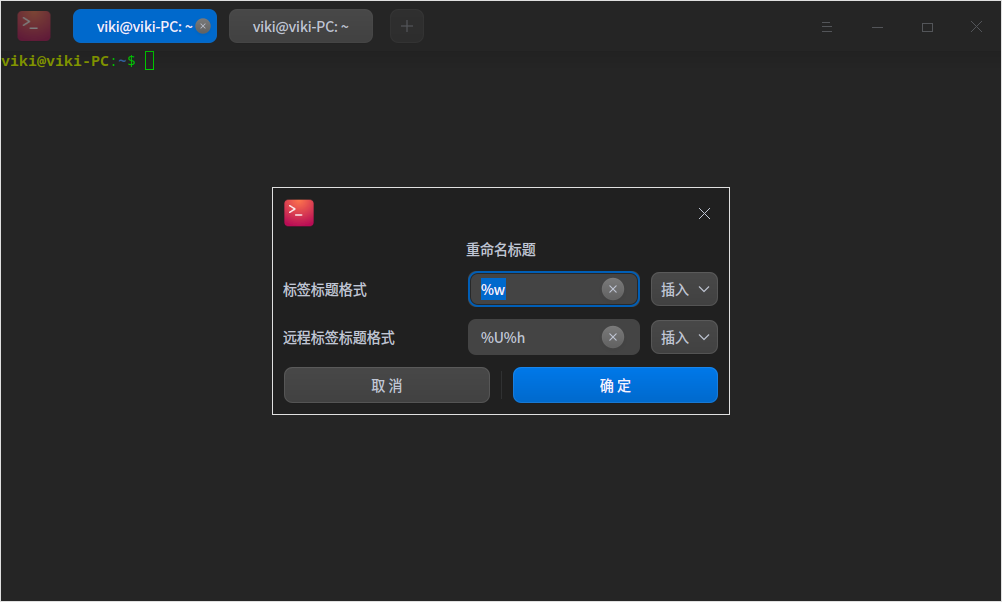 viki@viki-PC: ~
viki@viki-PC: ~
viki@viki-PC:~$
重命名标题
标签标题格式
%w
插入
远程标签标题格式
%U%h
插入
取消
确定